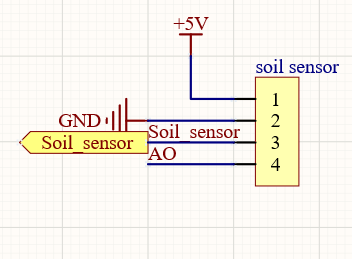 +5V
soil sensor
1
GND 2
Soil_sensor
Soil_sensor 3
AO 4